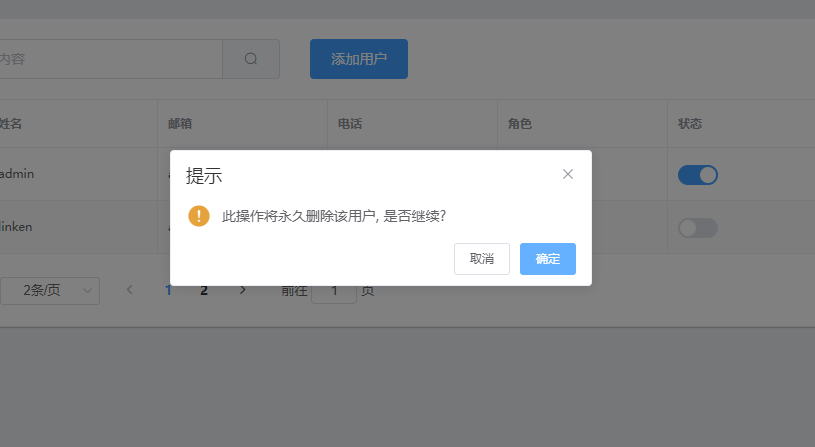 内容
添加用户
姓名 邮箱 电话 角色 状态
提示
admin
此操作将永久删除该用户, 是否继续?
linken
取消 确定
2条/页 1 2 前往 1 页